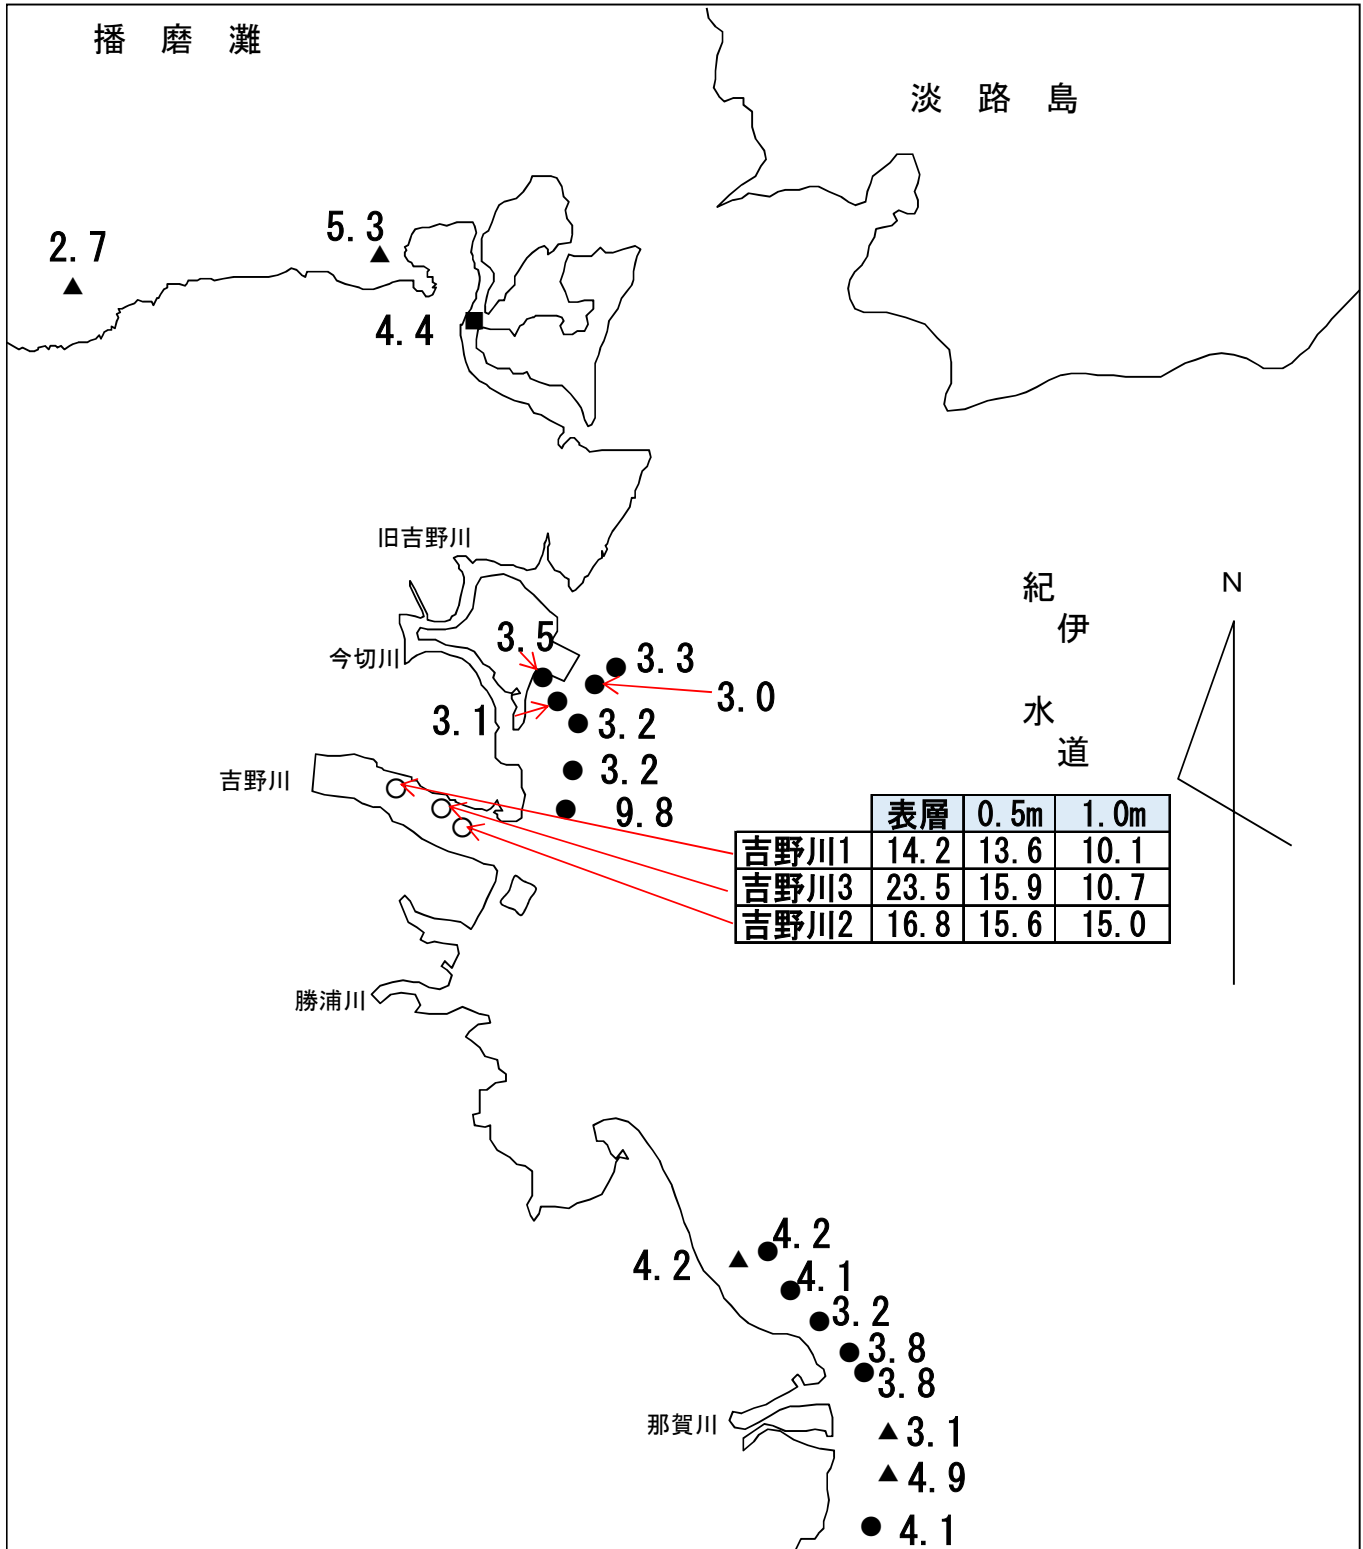 播 磨 灘
淡 路 島
5.3
2.7
4.4
旧吉野川
紀
伊
水
道
N
3.5
今切川
3.3
3.0
3.1
3.2
3.2
吉野川
9.8
表層 0.5m 1.0m
吉野川1 14.2 13.6 10.1
吉野川3 23.5 15.9 10.7
吉野川2 16.8 15.6 15.0
勝浦川
4.2
4.2
4.1
3.2
3.8
3.8
那賀川
3.1
4.9
4.1